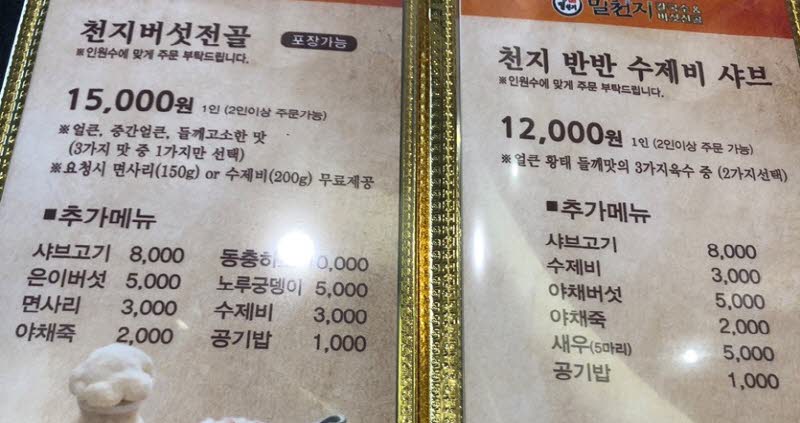 천지버섯전골
포장가능
※인원수에 맞게 주문 부탁드립니다.
15,000원 1인 (2인이상 주문가능)
※얼큰, 중간얼큰, 들깨고소한 맛
(3가지 맛 중 1가지만 선택)
※요청시 면사리(150g) or 수제비(200g) 무료제공
■추가메뉴
샤브고기 8,000
은이버섯 5,000
면사리 3,000
야채죽 2,000
노루궁뎅이 5,000
수제비 3,000
공기밥 1,000
밀천지 칼국수&
버섯전골
천지 반반 수제비 샤브
※인원수에 맞게 주문 부탁드립니다.
12,000원 1인 (2인이상 주문 가능)
※얼큰 황태 들깨맛의 3가지육수 중 (2가지선택)
■추가메뉴
샤브고기 8,000
수제비 3,000
야채버섯 5,000
야채죽 2,000
새우(5마리) 5,000
공기밥 1,000